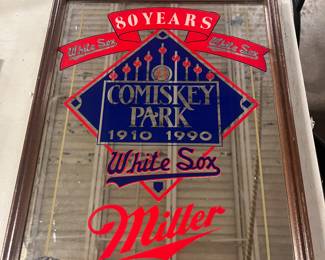 80 YEARS
White Sox White Sox
COMISKEY
PARK
1910 1990
White Sox
Miller